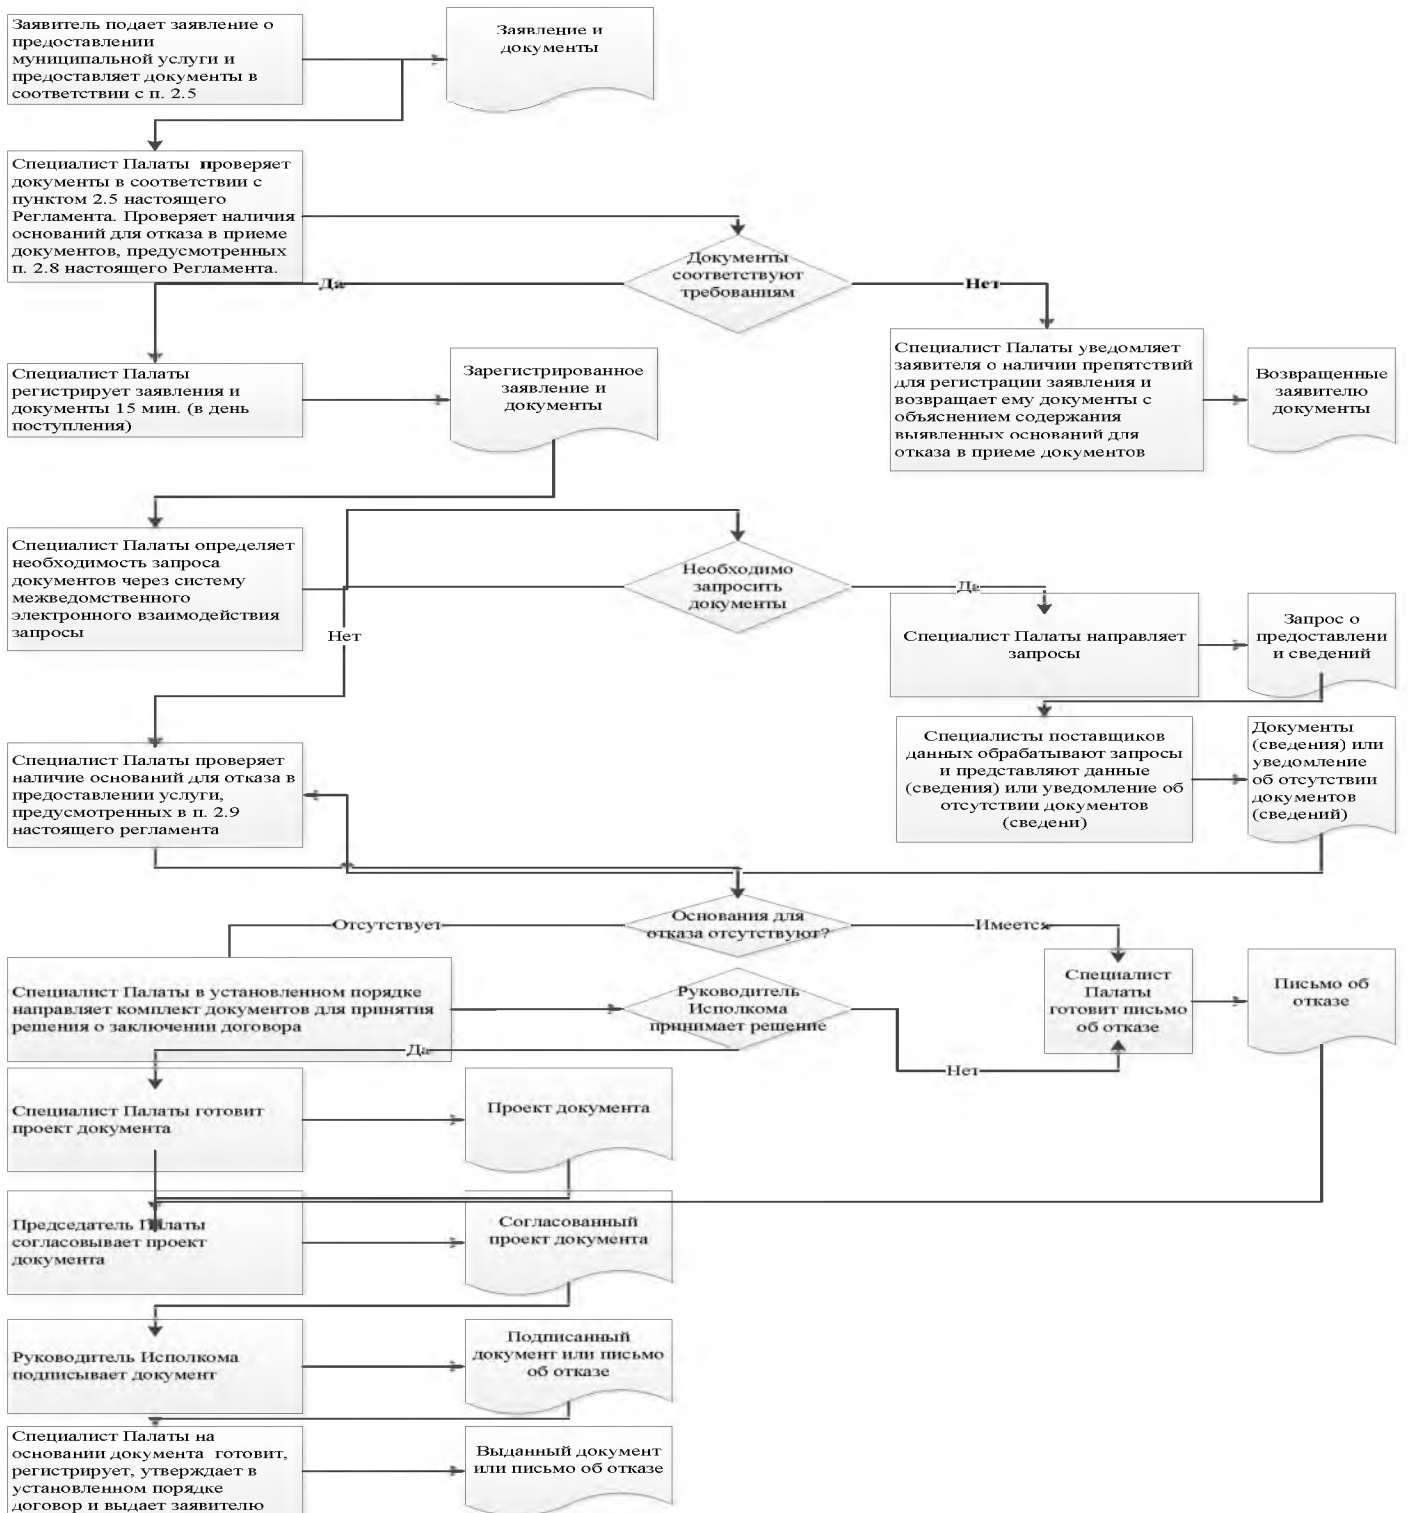 Заявитель подает заявление о
предоставлении
муниципальной услуги и
предоставляет документы в
соответствии с п. 2.5
Заявление и
документы
Специалист Палаты проверяет
документы в соответствии с
пунктом 2.5 настоящего
Регламента. Проверяет наличия
оснований для отказа в приеме
документов, предусмотренных
п. 2.8 настоящего Регламента.
Документы
соответствуют
требованиям
Да
Нет
Специалист Палаты
регистрирует заявления и
документы 15 мин. (в день
поступления)
Зарегистрированное
заявление и
документы
Специалист Палаты уведомляет
заявителя о наличии препятствий
для регистрации заявления и
возвращает ему документы с
объяснением содержания
выявленных оснований для
отказа в приеме документов
Возвращенные
заявителю
документы
Специалист Палаты определяет
необходимость запроса
документов через систему
межведомственного
электронного взаимодействия
запросы
Необходимо
запросить
документы
Да
Нет
Специалист Палаты направляет
запросы
Запрос о
предоставлени
и сведений
Специалисты поставщиков
данных обрабатывают запросы
и представляют данные
(сведения) или уведомление об
отсутствии документов
(сведени)
Документы
(сведения) или
уведомление
об отсутствии
документов
(сведений)
Специалист Палаты проверяет
наличие оснований для отказа в
предоставлении услуги,
предусмотренных в п. 2.9
настоящего регламента
Основания для
отказа отсутствуют?
Отсутствует
Имеется
Специалист Палаты в установленном порядке
направляет комплект документов для принятия
решения о заключении договора
Руководитель
Исполкома
принимает решение
Специалист
Палаты
готовит письмо
об отказе
Письмо об
отказе
Да
Нет
Специалист Палаты готовит
проект документа
Проект документа
Председатель Палаты
согласовывает проект
документа
Согласованный
проект документа
Руководитель Исполкома
подписывает документ
Подписанный
документ или письмо
об отказе
Специалист Палаты на
основании документа готовит,
регистрирует, утверждает в
установленном порядке
договор и выдает заявителю
Выданный документ
или письмо об отказе